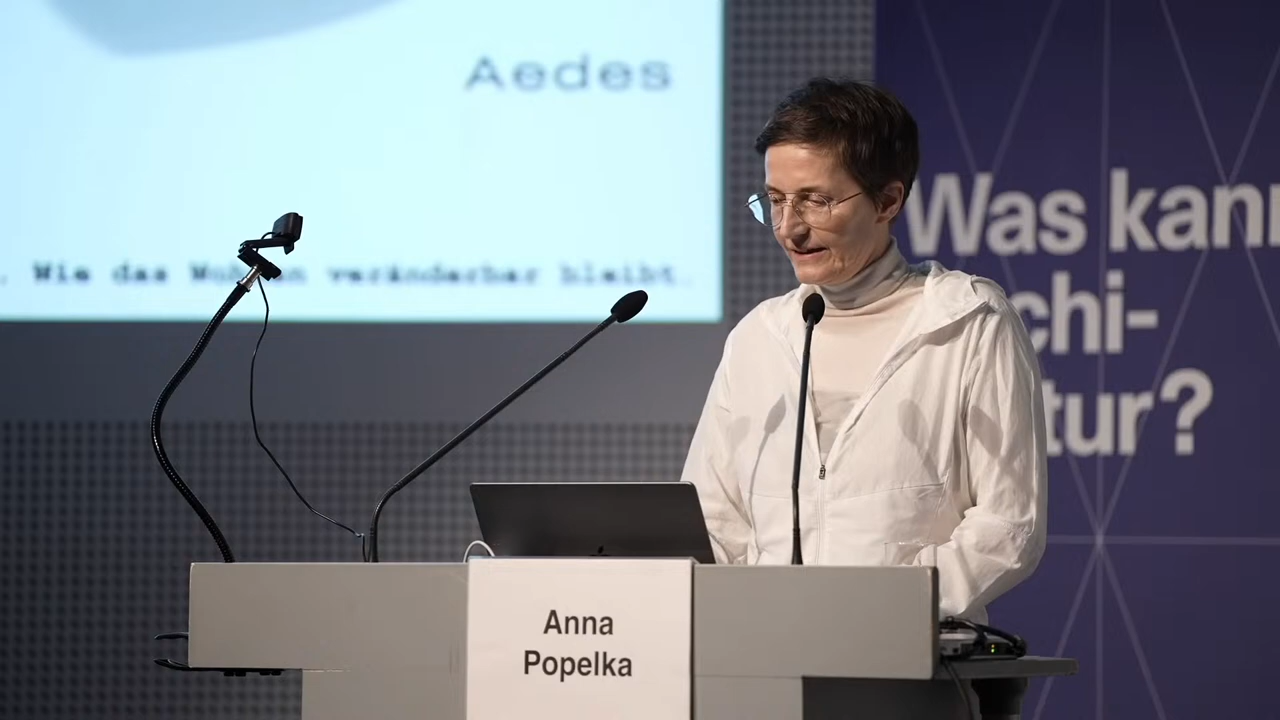 Aedes
. Wie das Wohnen veränderbar bleibt.
Was kann
chi-
tur?
Anna
Popelka